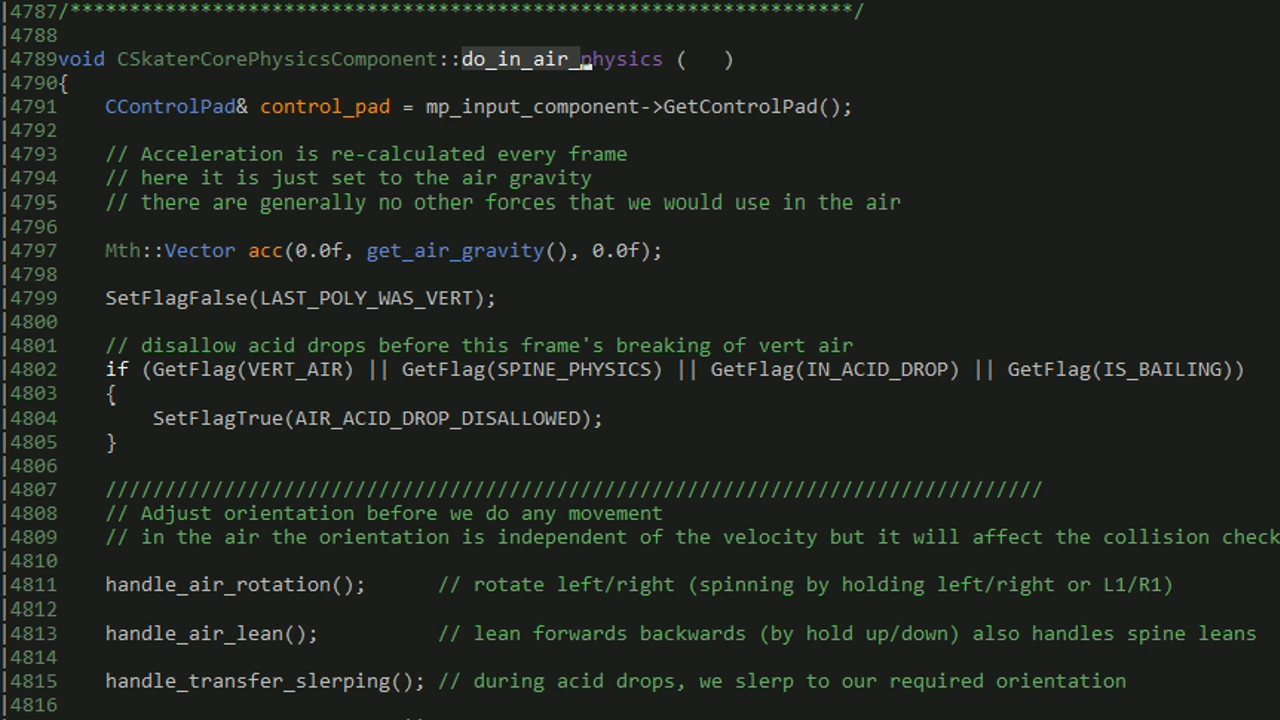 4787/******************************************************************/
4788
4789void CSkaterCorePhysicsComponent::do_in_air_physics (   )
4790{
4791    CControlPad& control_pad = mp_input_component->GetControlPad();
4792
4793    // Acceleration is re-calculated every frame
4794    // here it is just set to the air gravity
4795    // there are generally no other forces that we would use in the air
4796
4797    Mth::Vector acc(0.0f, get_air_gravity(), 0.0f);
4798
4799    SetFlagFalse(LAST_POLY_WAS_VERT);
4800
4801    // disallow acid drops before this frame's breaking of vert air
4802    if (GetFlag(VERT_AIR) || GetFlag(SPINE_PHYSICS) || GetFlag(IN_ACID_DROP) || GetFlag(IS_BAILING))
4803    {
4804        SetFlagTrue(AIR_ACID_DROP_DISALLOWED);
4805    }
4806
4807    ///////////////////////////////////////////////////////////////////////////////
4808    // Adjust orientation before we do any movement
4809    // in the air the orientation is independent of the velocity but it will affect the collision check
4810
4811    handle_air_rotation();      // rotate left/right (spinning by holding left/right or L1/R1)
4812
4813    handle_air_lean();          // lean forwards backwards (by hold up/down) also handles spine leans
4814
4815    handle_transfer_slerping(); // during acid drops, we slerp to our required orientation
4816